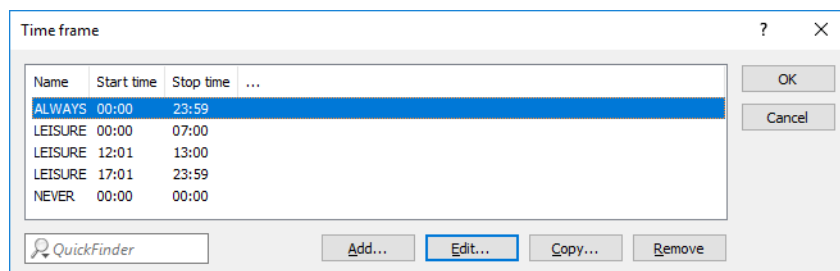 Time frame ?
Name Start time Stop time ...
OK
ALWAYS 00:00 23:59
LEISURE 00:00 07:00
Cancel
LEISURE 12:01 13:00
LEISURE 17:01 23:59
NEVER 00:00 00:00
QuickFinder Add... Edit... Copy... Remove